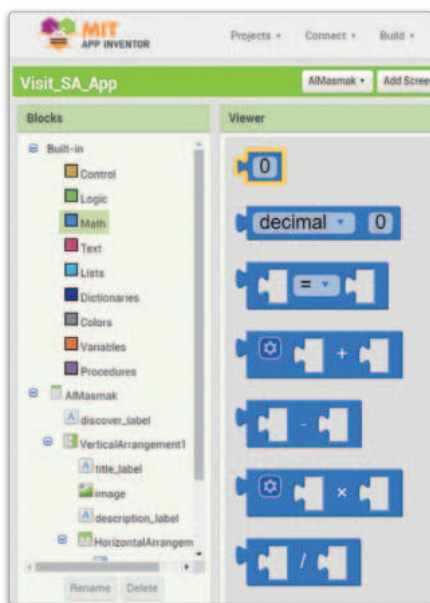 MIT
APP INVENTOR
Projects Connect Build
Visit_SA_App
AlMasmak Add Scree
Blocks
Viewer
Built-in
Control
Logic
Math
Text
Lists
Dictionaries
Colors
Variables
Procedures
AlMasmak
discover_label
VerticalArrangement1
title_label
image
description_label
HorizontalArrangem
Rename Delete
0
decimal 0
=
+
-
×
/